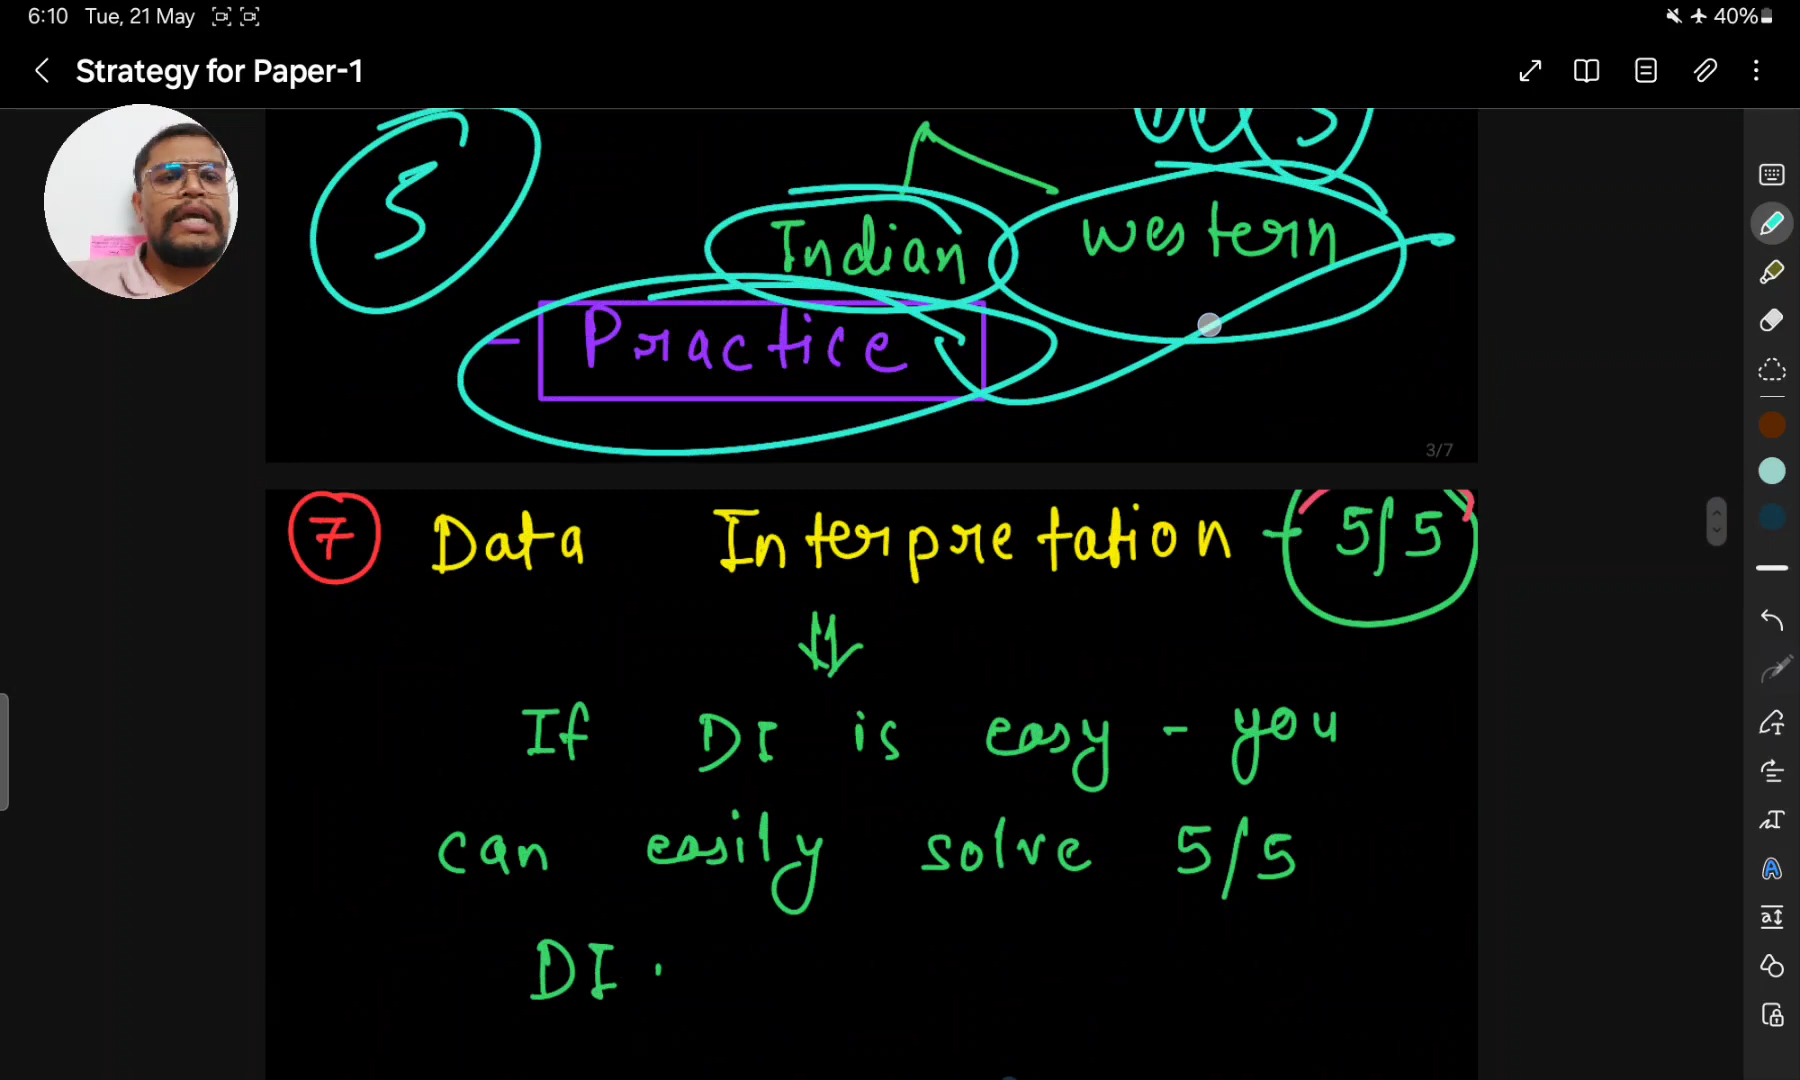 6:10 Tue, 21 May 40%
Strategy for Paper-1
5
Indian Western
- Practice
3/7
7 Data Interpretation - 5/5
If DI is easy - you
can easily solve 5/5
DI .